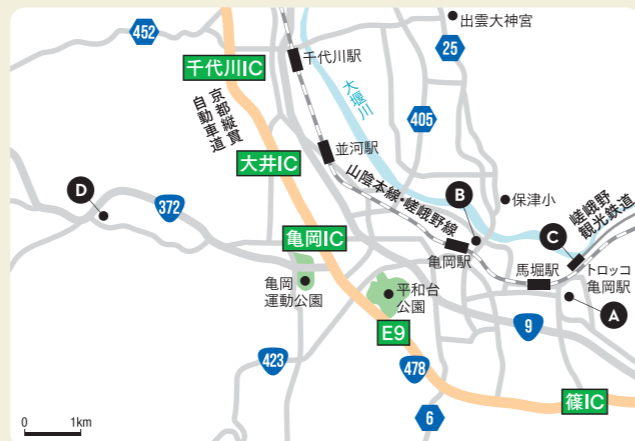 出雲大神宮
452
25
千代川駅
千代川IC
大堰川
405
京都縦貫
自動車道
大井IC
並河駅
山陰本線・嵯峨野線
D
372
B
保津小
嵯峨野
観光鉄道
C
亀岡IC
亀岡駅
馬堀駅
トロッコ
亀岡駅
亀岡
運動公園
平和台
公園
A
9
E9
423
478
篠IC
6
0 1km